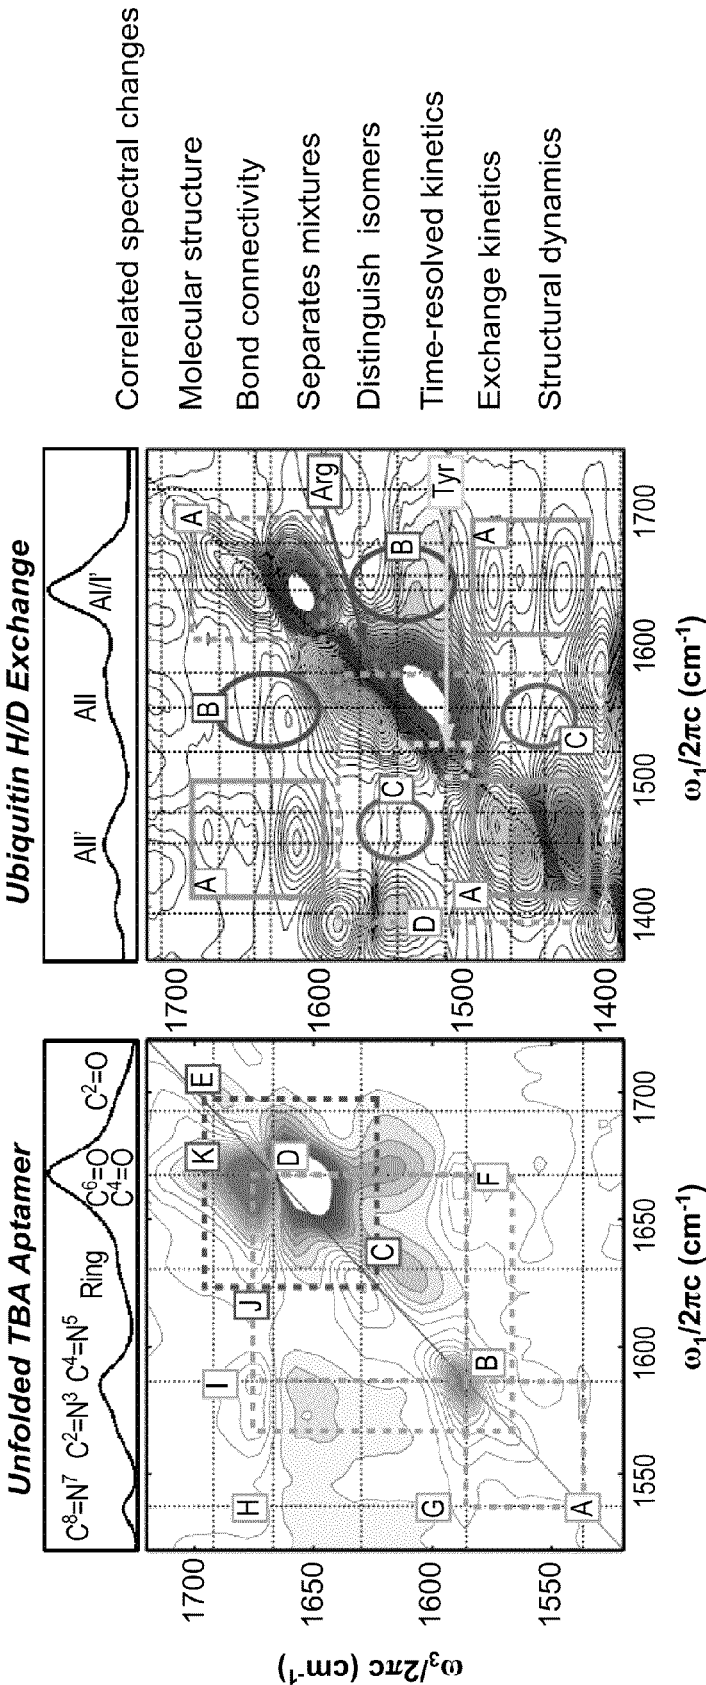 Unfolded TBA Aptamer
C⁸=N⁷ C²=N³ C⁴=N⁵ Ring C⁶=O C⁴=O C²=O
ω₃/2πc (cm⁻¹)
1700
1650
1600
1550
H
I
J
K
E
D
C
G
B
F
A
1550 1600 1650 1700
ω₁/2πc (cm⁻¹)
Ubiquitin H/D Exchange
AII' AII AI/I'
1700
1600
1500
1400
A
B
A
Arg
B
C
D
A
Tyr
A
C
1400 1500 1600 1700
ω₁/2πc (cm⁻¹)
Correlated spectral changes
Molecular structure
Bond connectivity
Separates mixtures
Distinguish isomers
Time-resolved kinetics
Exchange kinetics
Structural dynamics